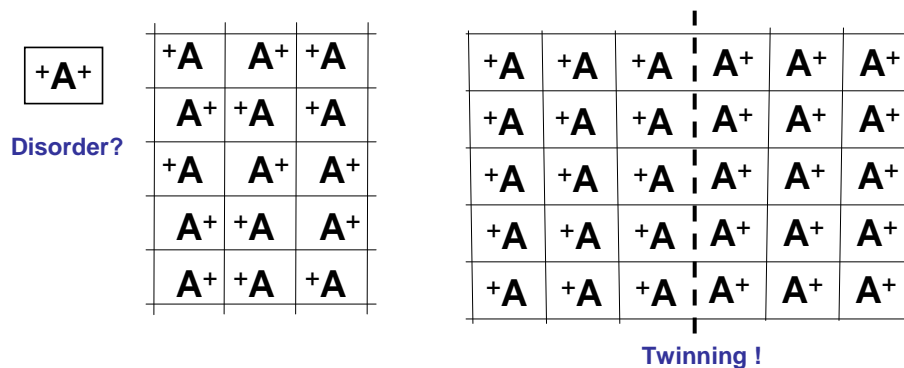 ⁺A⁺
Disorder?
⁺A A⁺ ⁺A
A⁺ ⁺A ⁺A
⁺A A⁺ A⁺
A⁺ ⁺A A⁺
A⁺ ⁺A ⁺A
⁺A ⁺A ⁺A A⁺ A⁺ A⁺
⁺A ⁺A ⁺A A⁺ A⁺ A⁺
⁺A ⁺A ⁺A A⁺ A⁺ A⁺
⁺A ⁺A ⁺A A⁺ A⁺ A⁺
⁺A ⁺A ⁺A A⁺ A⁺ A⁺
Twinning !